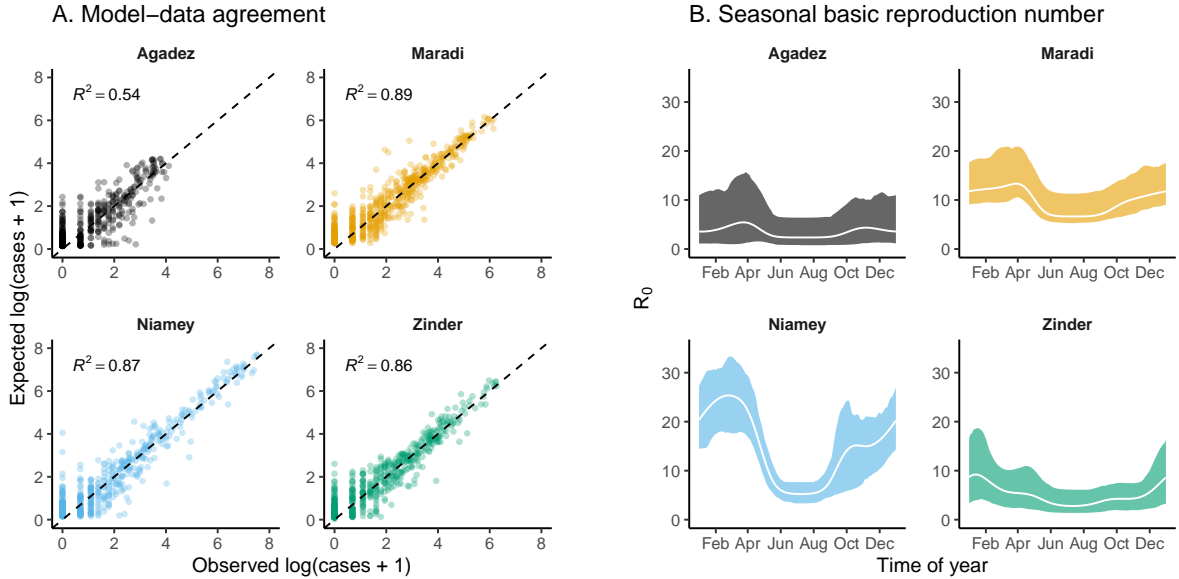 A. Model−data agreement
B. Seasonal basic reproduction number
Agadez
Maradi
Agadez
Maradi
R² = 0.54
R² = 0.89
8
6
4
2
0
0 2 4 6 8
0 2 4 6 8
30
20
10
0
Feb Apr Jun Aug Oct Dec
Feb Apr Jun Aug Oct Dec
Expected log(cases + 1)
R₀
Niamey
Zinder
Niamey
Zinder
R² = 0.87
R² = 0.86
8
6
4
2
0
0 2 4 6 8
0 2 4 6 8
30
20
10
0
Feb Apr Jun Aug Oct Dec
Feb Apr Jun Aug Oct Dec
Observed log(cases + 1)
Time of year